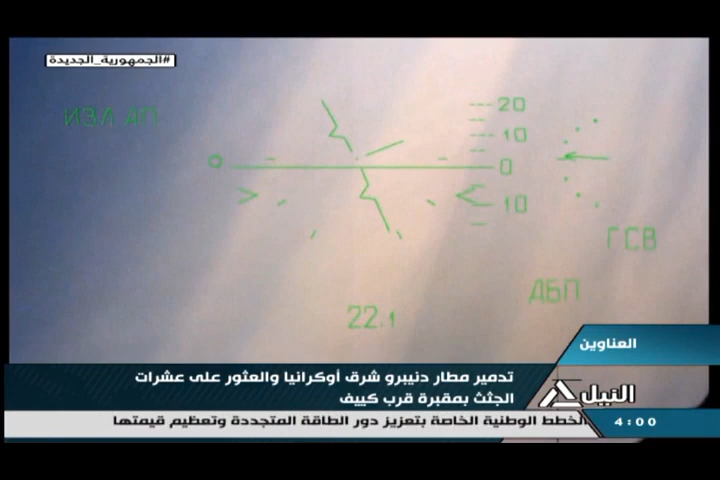 #الجمهورية_الجديدة
ИЗЛ АП
20
10
0
10
ГСВ
АБП
22.1
العناوين
تدمير مطار دنيبرو شرق أوكرانيا والعثور على عشرات
الجثث بمقبرة قرب كييف
النيل
4:00
الخطط الوطنية الخاصة بتعزيز دور الطاقة المتجددة وتعظيم قيمتها